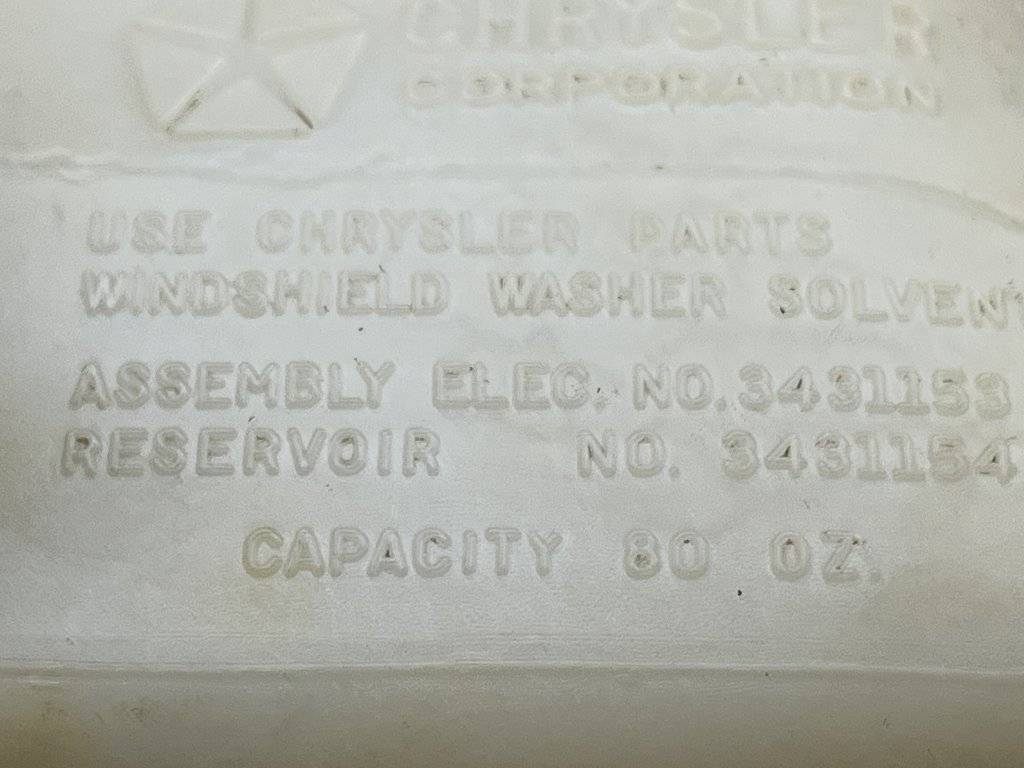 CHRYSLER
CORPORATION
USE CHRYSLER PARTS
WINDSHIELD WASHER SOLVENT
ASSEMBLY ELEC. NO. 3431153
RESERVOIR NO. 3431154
CAPACITY 80 OZ.